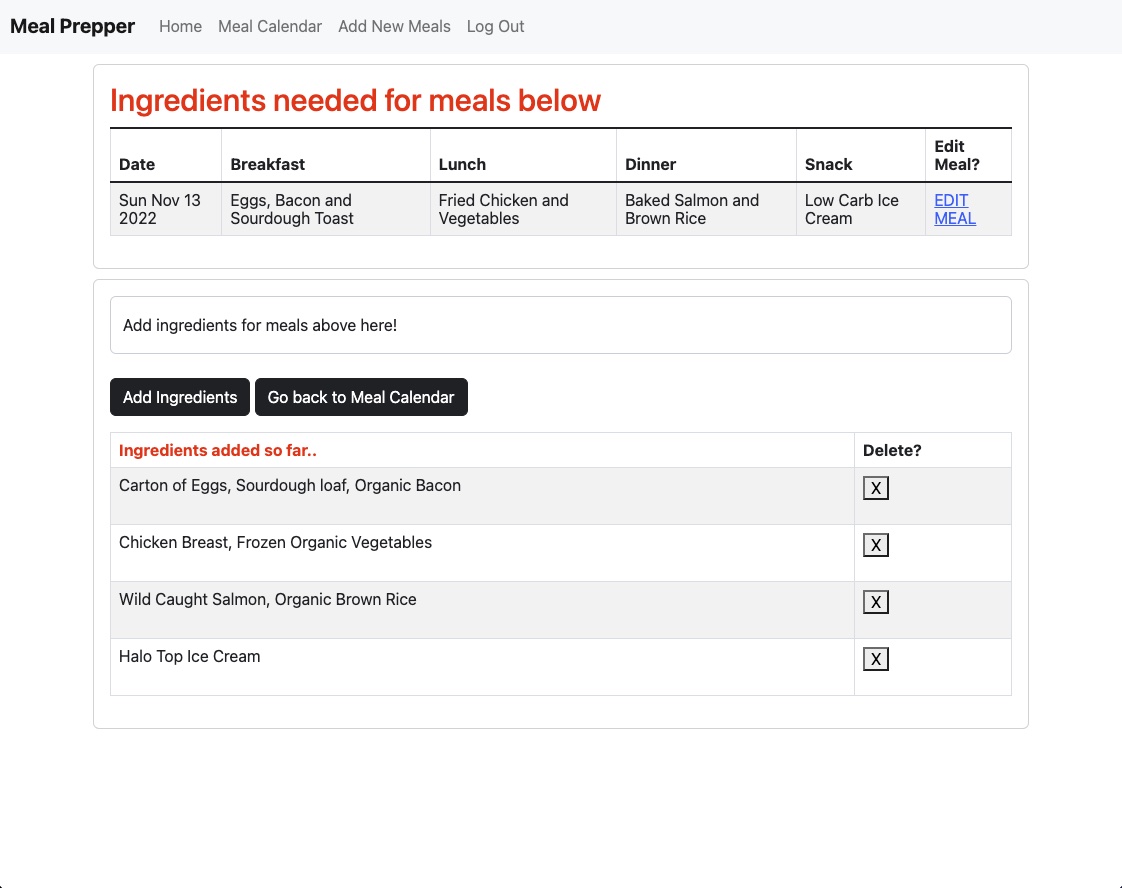 Meal Prepper Home Meal Calendar Add New Meals Log Out
Ingredients needed for meals below
Date Breakfast Lunch Dinner Snack Edit Meal?
Sun Nov 13 2022 Eggs, Bacon and Sourdough Toast Fried Chicken and Vegetables Baked Salmon and Brown Rice Low Carb Ice Cream EDIT MEAL
Add ingredients for meals above here!
Add Ingredients Go back to Meal Calendar
Ingredients added so far.. Delete?
Carton of Eggs, Sourdough loaf, Organic Bacon X
Chicken Breast, Frozen Organic Vegetables X
Wild Caught Salmon, Organic Brown Rice X
Halo Top Ice Cream X